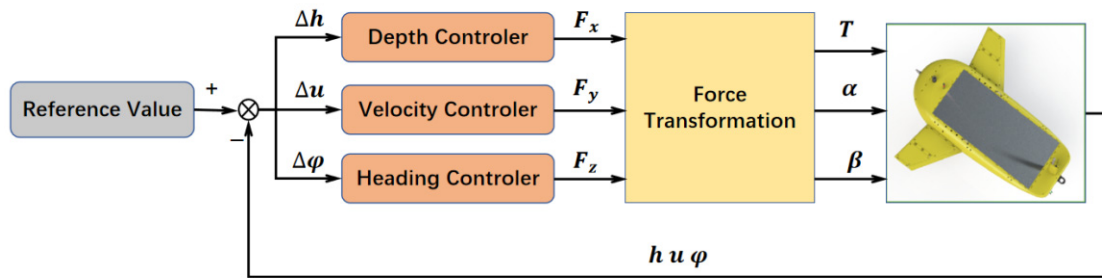 Δh
Depth Controler
F_x
T
Reference Value
+
−
Δu
Velocity Controler
F_y
Force
Transformation
α
Δφ
Heading Controler
F_z
β
h u φ